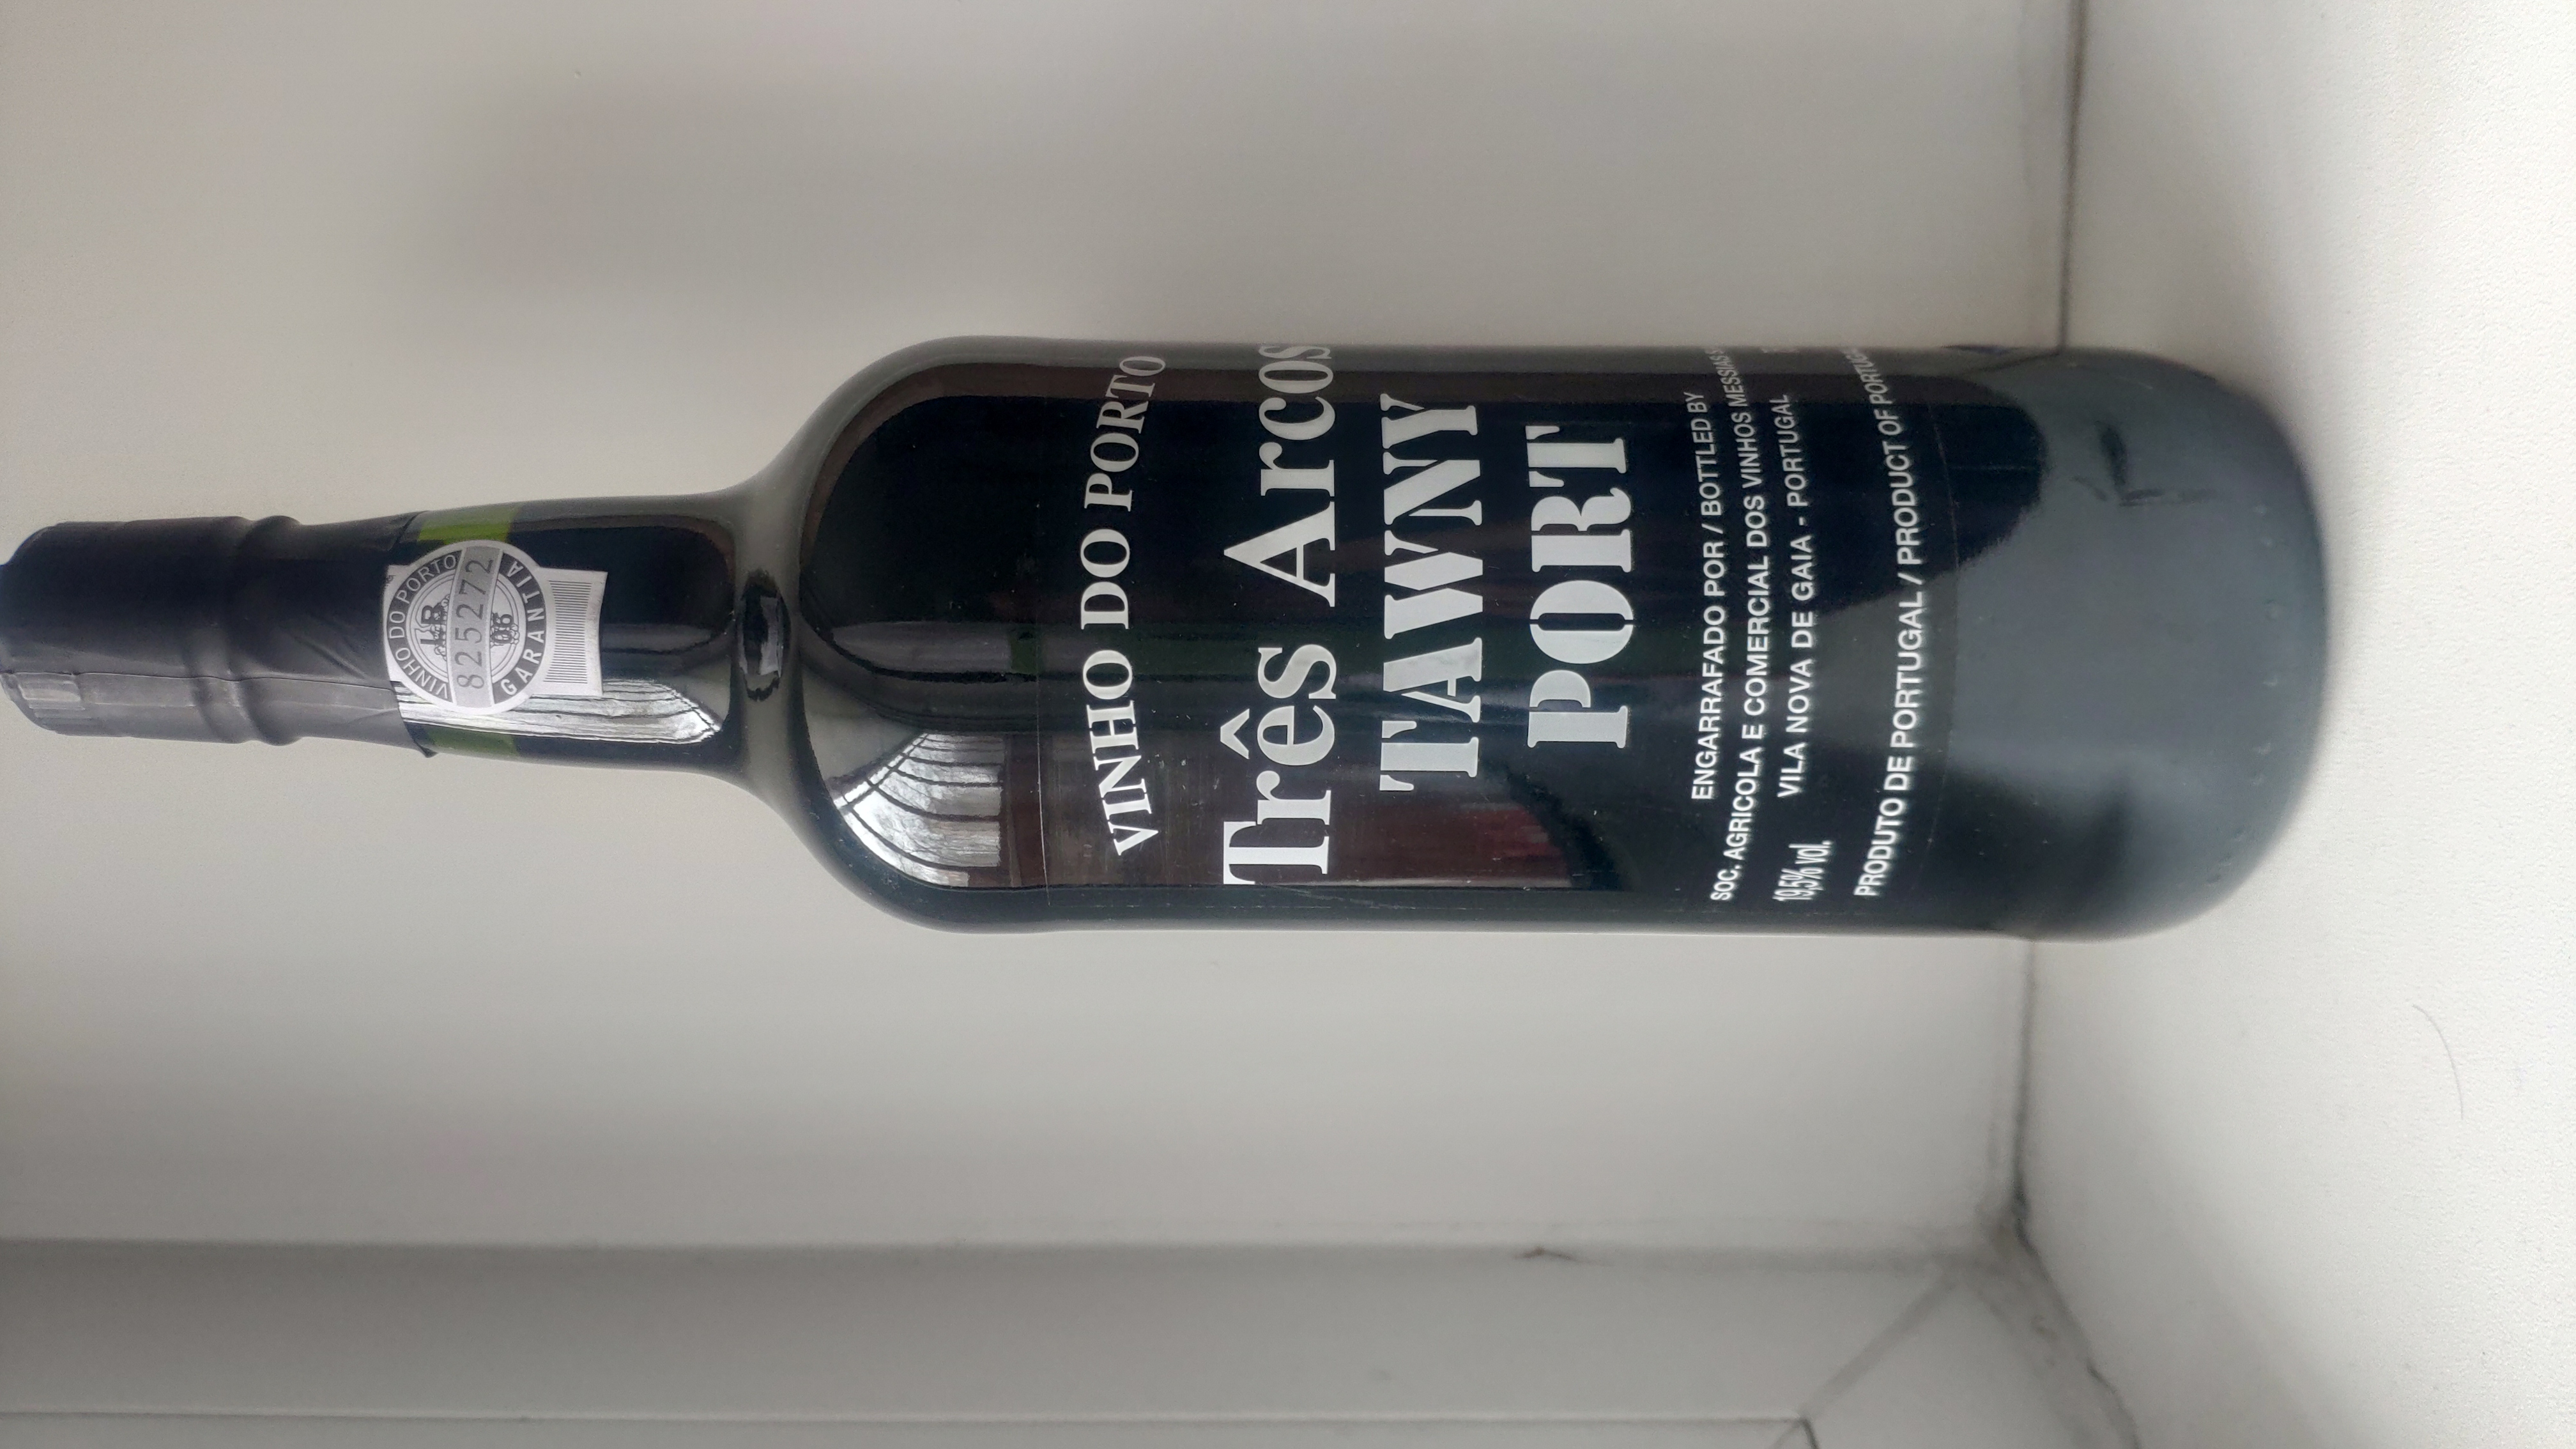 VINHO DO PORTO
825272
GARANTIA
VINHO DO PORTO
Três Arcos
TAWNY
PORT
ENGARRAFADO POR / BOTTLED BY
SOC. AGRICOLA E COMERCIAL DOS VINHOS MESSIAS
19,5% vol. VILA NOVA DE GAIA - PORTUGAL
PRODUTO DE PORTUGAL / PRODUCT OF PORTUGAL